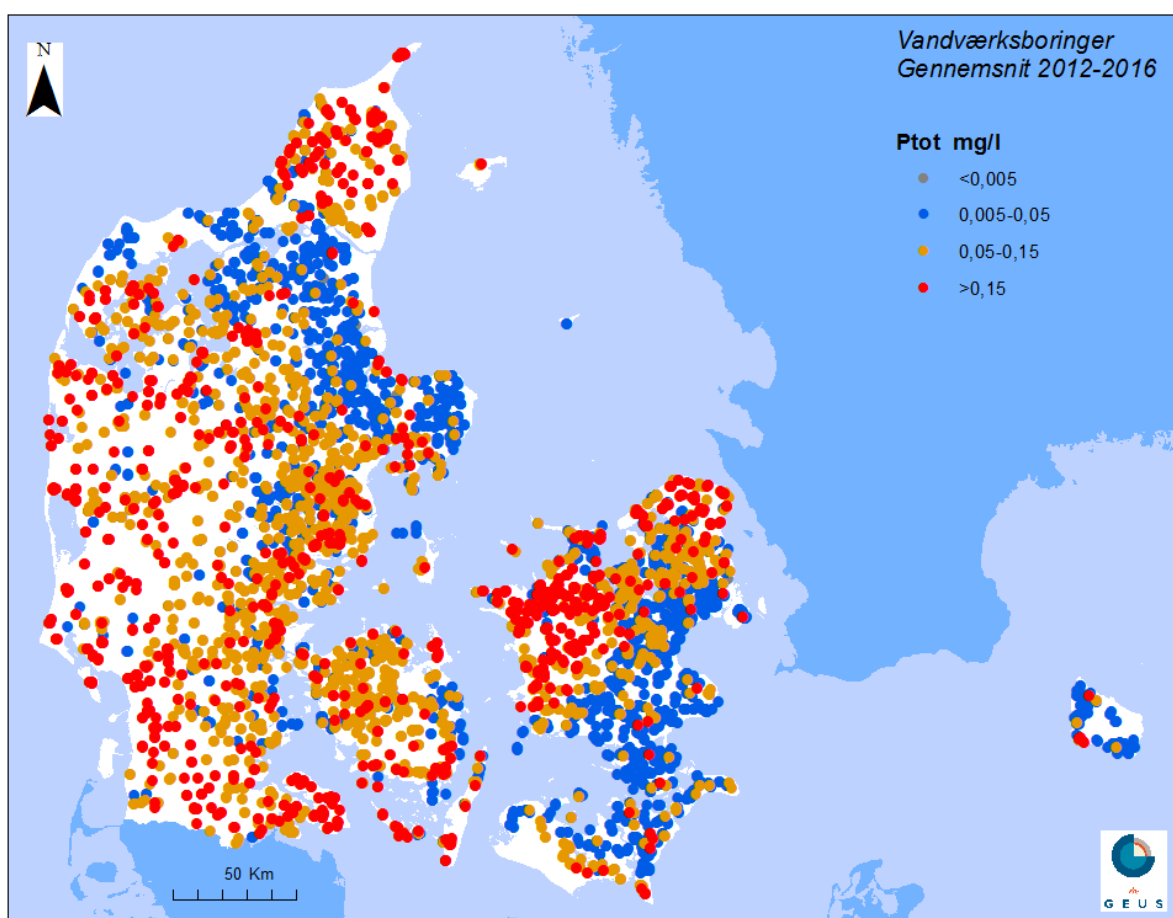 N
Vandværksboringer
Gennemsnit 2012-2016
Ptot mg/l
<0,005
0,005-0,05
0,05-0,15
>0,15
50 Km
G E U S